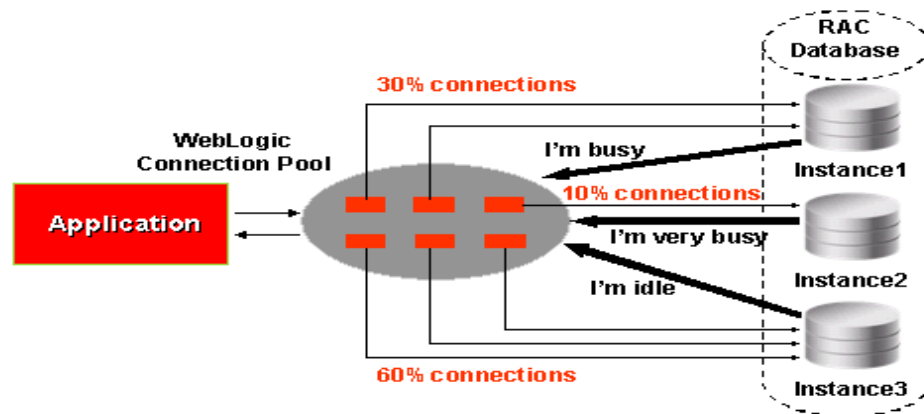 RAC
Database
30% connections
WebLogic
Connection Pool
I'm busy
Instance1
10% connections
Application
I'm very busy
Instance2
I'm idle
60% connections
Instance3